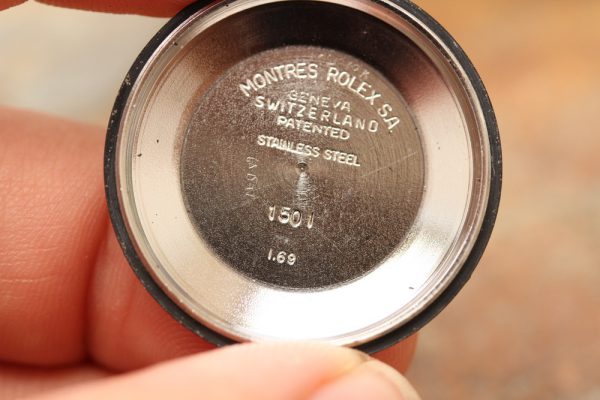 MONTRES ROLEX S.A.
GENEVA
SWITZERLAND
PATENTED
STAINLESS STEEL
1501
I.69